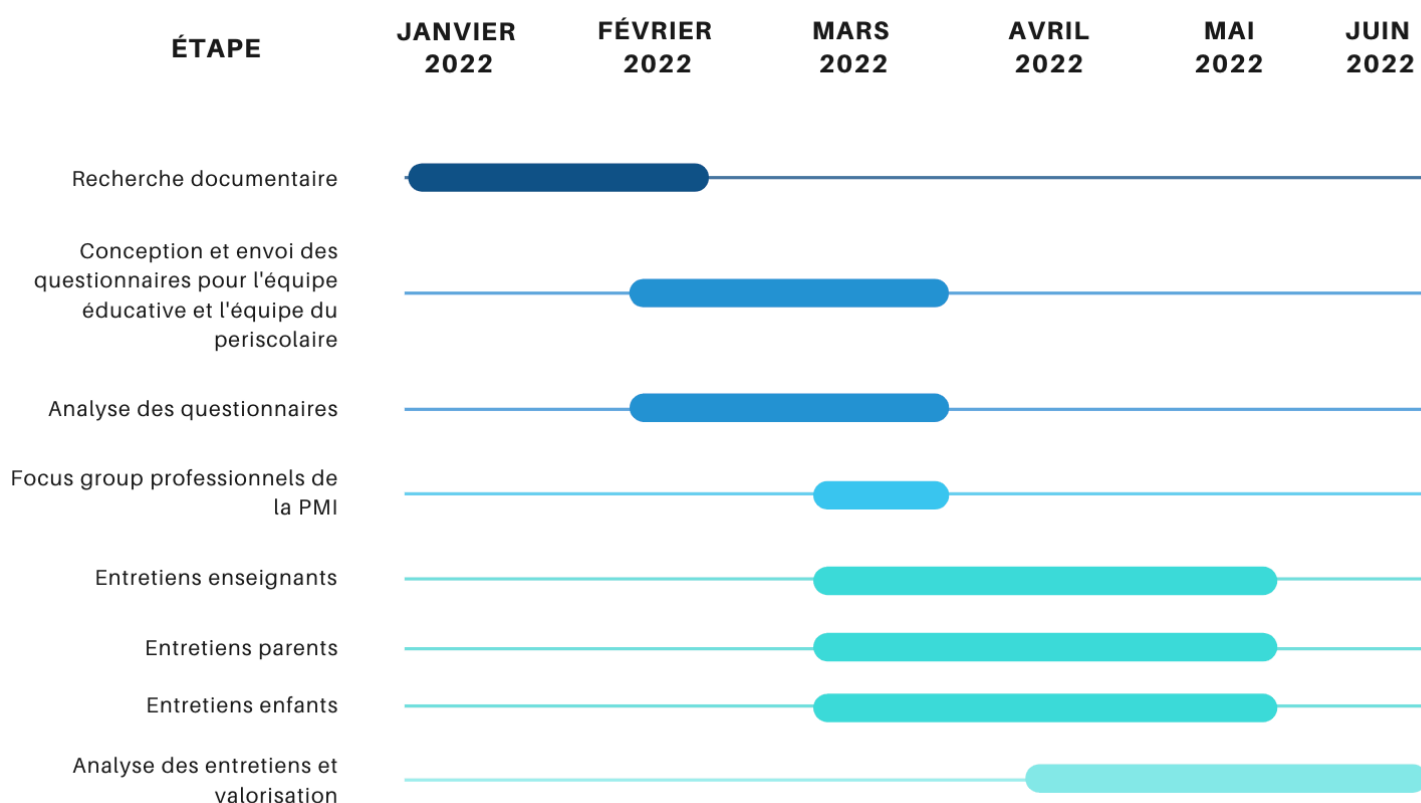 ÉTAPE
JANVIER
2022
FÉVRIER
2022
MARS
2022
AVRIL
2022
MAI
2022
JUIN
2022
Recherche documentaire
Conception et envoi des
questionnaires pour l'équipe
éducative et l'équipe du
periscolaire
Analyse des questionnaires
Focus group professionnels de
la PMI
Entretiens enseignants
Entretiens parents
Entretiens enfants
Analyse des entretiens et
valorisation